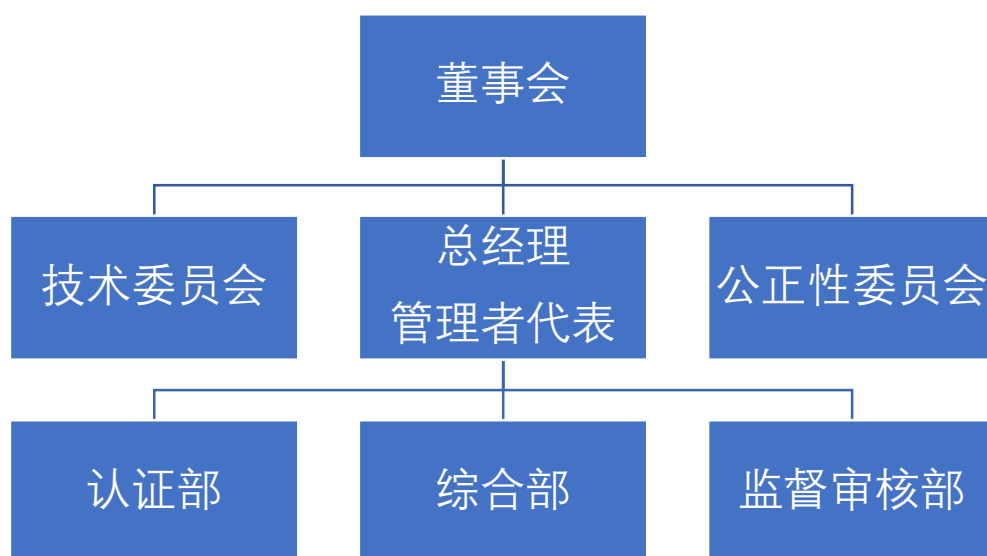 董事会
技术委员会
总经理
管理者代表
公正性委员会
认证部
综合部
监督审核部